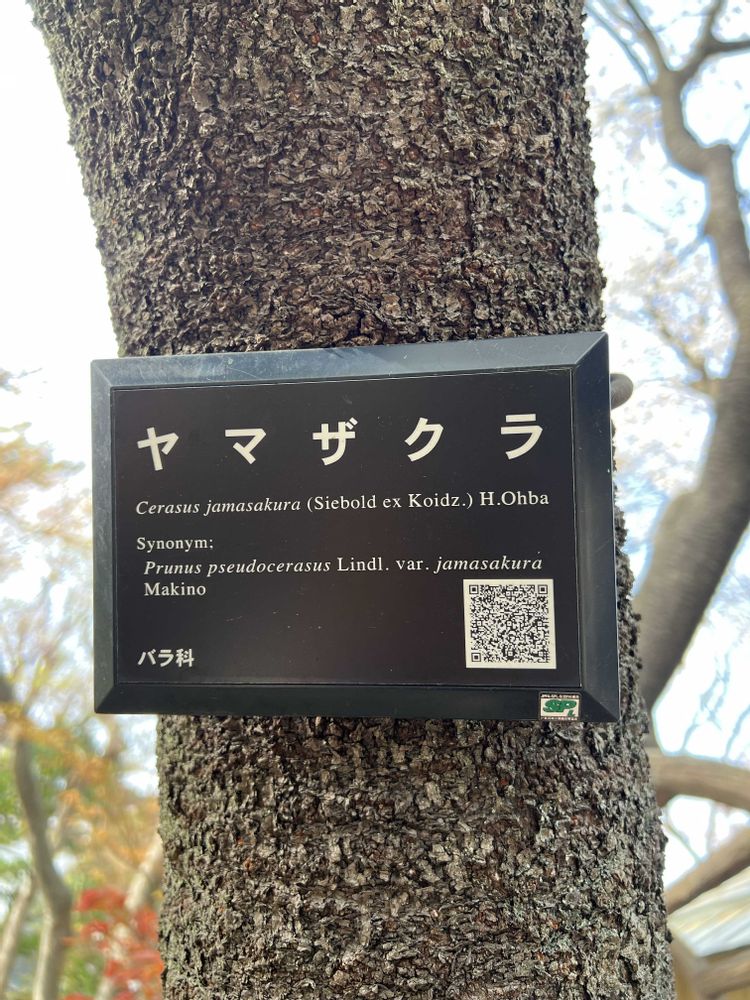 ヤマザクラ
Cerasus jamasakura (Siebold ex Koidz.) H.Ohba
Synonym;
Prunus pseudocerasus Lindl. var. jamasakura
Makino
バラ科